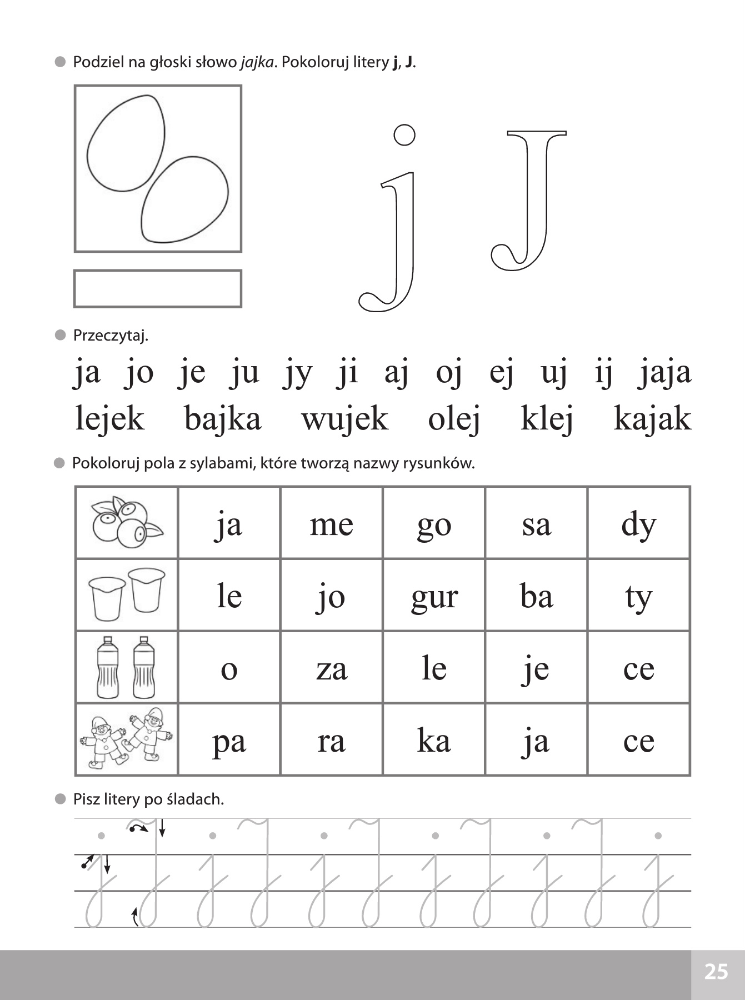 Podziel na głoski słowo jajka. Pokoloruj litery j, J.
j J
Przeczytaj.
ja jo je ju jy ji aj oj ej uj ij jaja
lejek bajka wujek olej klej kajak
Pokoloruj pola z sylabami, które tworzą nazwy rysunków.
ja me go sa dy
le jo gur ba ty
o za le je ce
pa ra ka ja ce
Pisz litery po śladach.
j J j J j J j J j J j
25